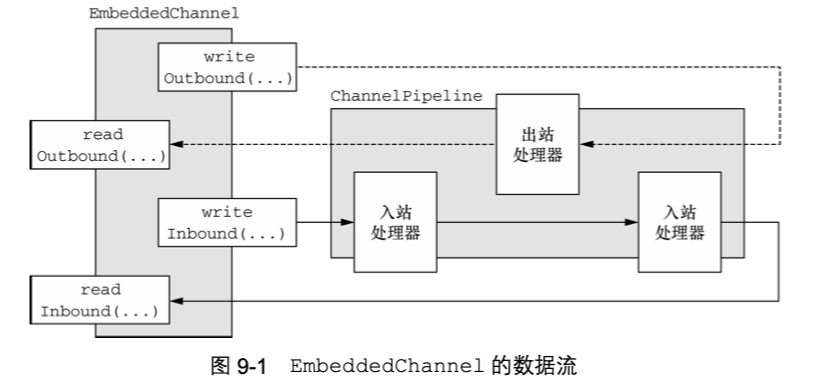 EmbeddedChannel
write
Outbound(...)
ChannelPipeline
read
Outbound(...)
出站
处理器
write
Inbound(...)
入站
处理器
入站
处理器
read
Inbound(...)
图 9-1 EmbeddedChannel 的数据流